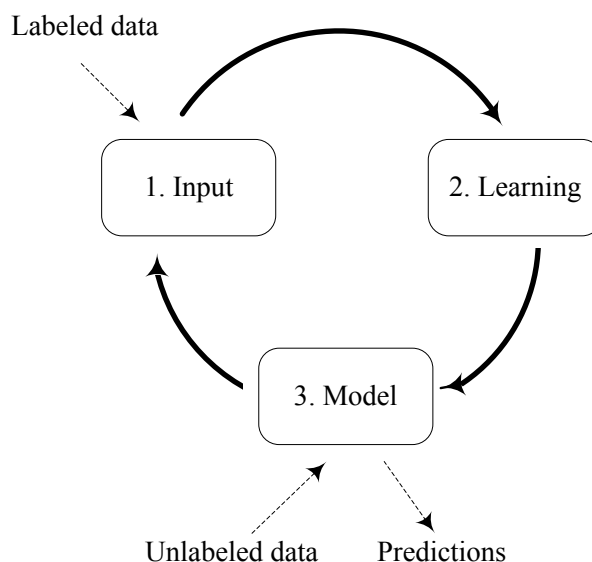 Labeled data
1. Input
2. Learning
3. Model
Unlabeled data
Predictions